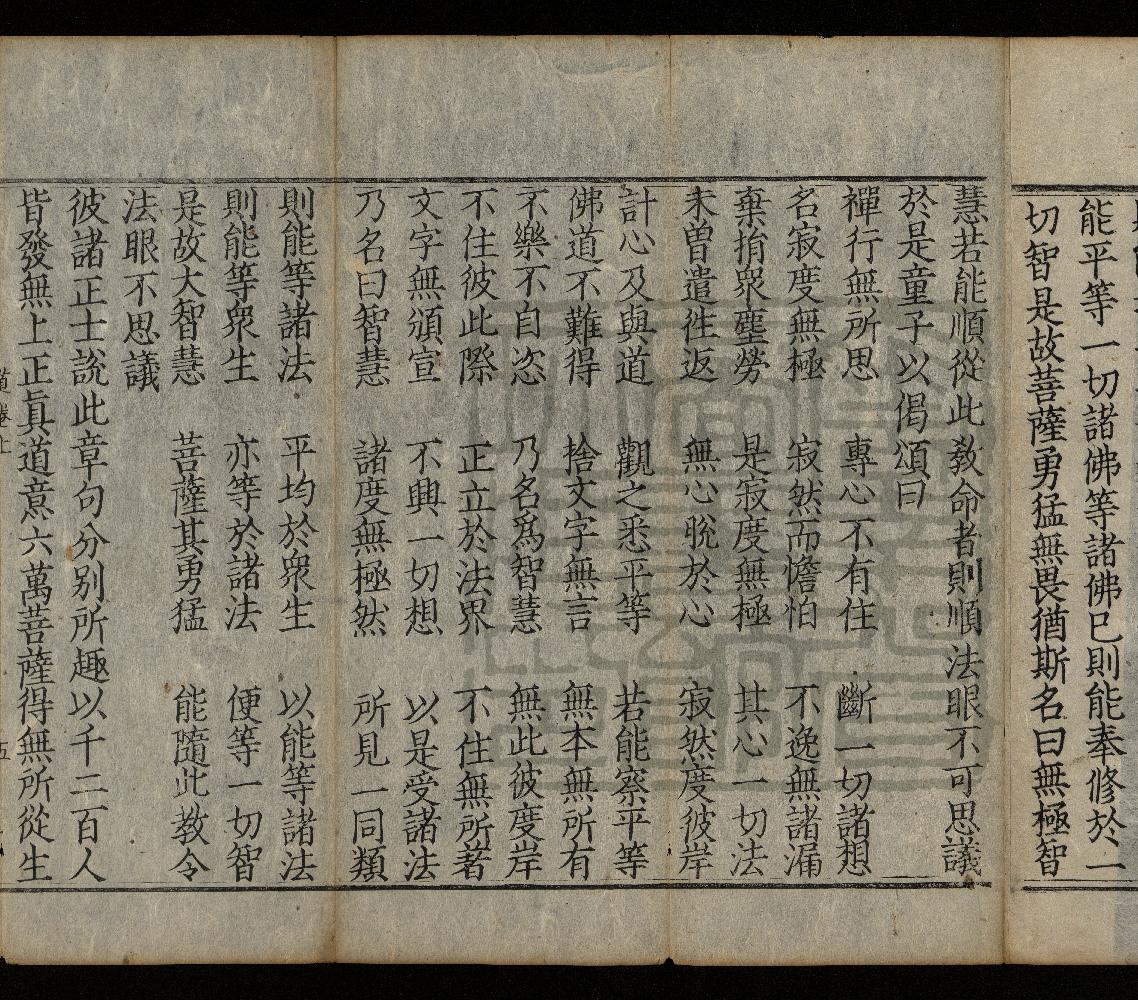 能平等一切諸佛等諸佛已則能奉修於一
切智是故菩薩勇猛無畏猶斯名曰無極智
慧若能順從此教命者則順法眼不可思議
於是童子以偈頌曰
禪行無所思　專心不有住　斷一切諸想
名寂度無極　寂然而憺怕　不逸無諸漏
棄捐衆塵勞　是寂度無極　其心一切法
未曽遣徃返　無心脫於心　寂然度彼岸
計心及與道　觀之悉平等　若能察平等
佛道不難得　捨文字無言　無本無所有
不樂不自恣　乃名爲智慧　無此彼度岸
不住彼此際　正立於法界　不住無所著
文字無頒宣　不興一切想　以是受諸法
乃名曰智慧　諸度無極然　所見一同類
則能等諸法　平均於衆生　以能等諸法
則能等衆生　亦等於諸法　便等一切智
是故大智慧　菩薩其勇猛　能隨此教令
法眼不思議
彼諸正士說此章句分别所趣以千二百人
皆發無上正眞道意六萬菩薩得無所從生